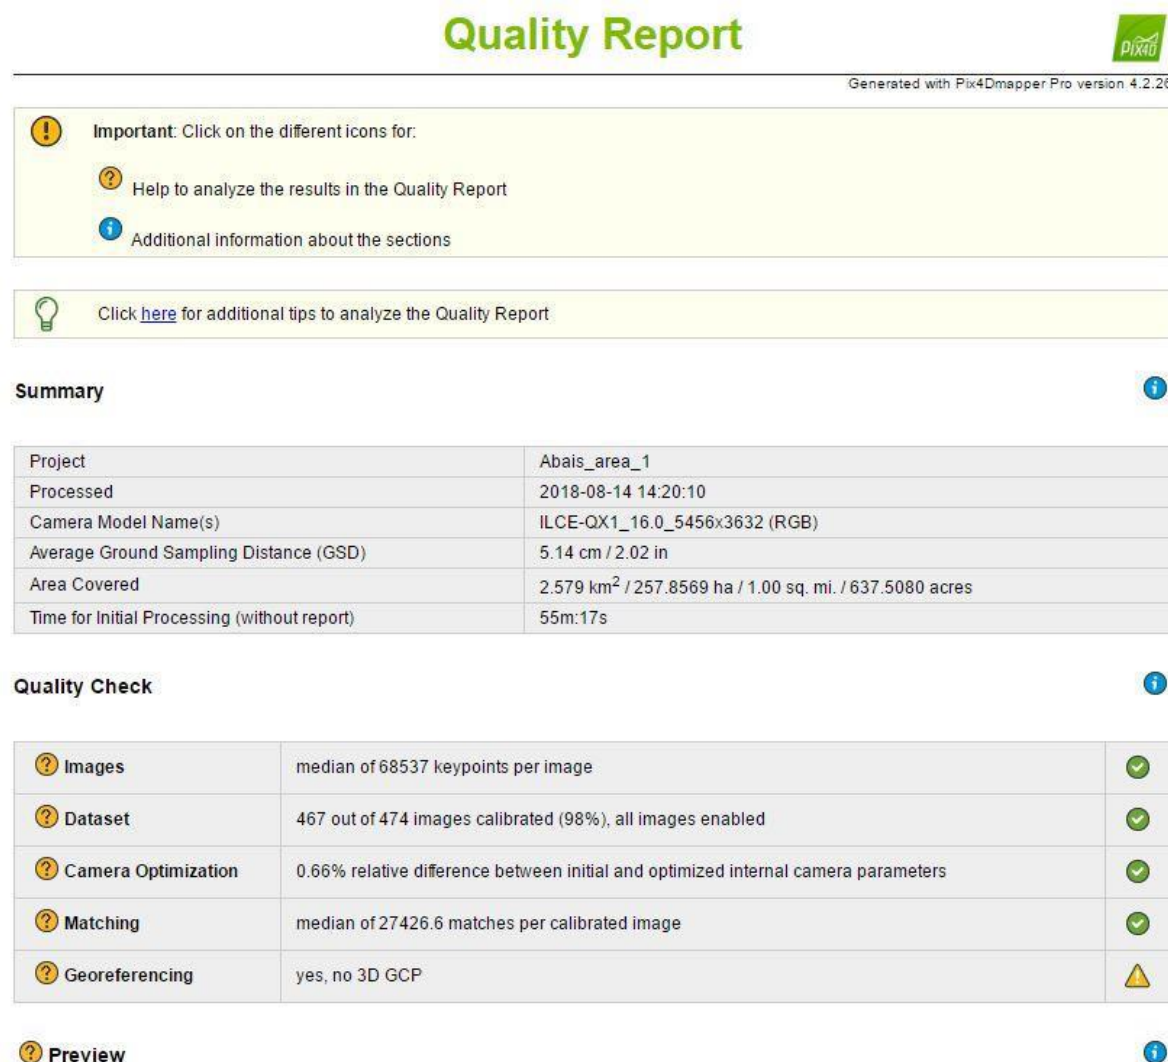 Quality Report
PIX4D
Generated with Pix4Dmapper Pro version 4.2.26
Important: Click on the different icons for:
Help to analyze the results in the Quality Report
Additional information about the sections
Click here for additional tips to analyze the Quality Report
Summary
Project Abais_area_1
Processed 2018-08-14 14:20:10
Camera Model Name(s) ILCE-QX1_16.0_5456x3632 (RGB)
Average Ground Sampling Distance (GSD) 5.14 cm / 2.02 in
Area Covered 2.579 km2 / 257.8569 ha / 1.00 sq. mi. / 637.5080 acres
Time for Initial Processing (without report) 55m:17s
Quality Check
Images median of 68537 keypoints per image
Dataset 467 out of 474 images calibrated (98%), all images enabled
Camera Optimization 0.66% relative difference between initial and optimized internal camera parameters
Matching median of 27426.6 matches per calibrated image
Georeferencing yes, no 3D GCP
Preview